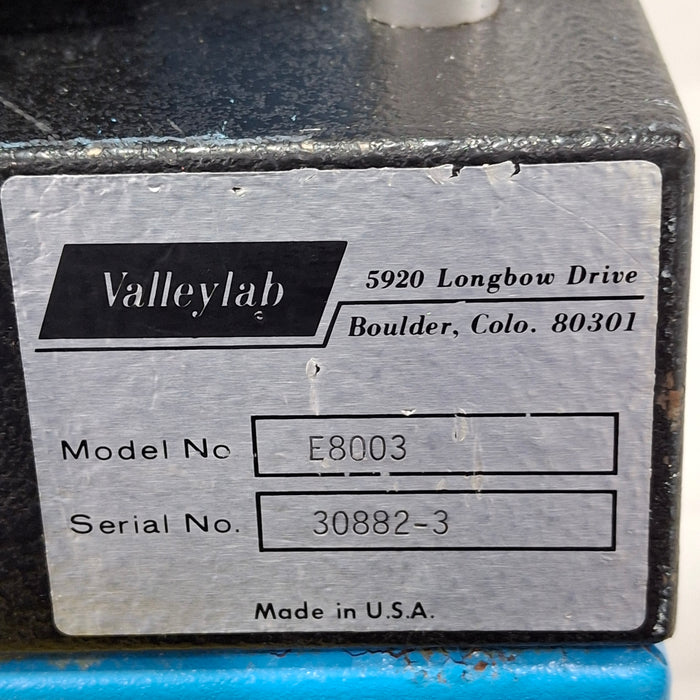 Valleylab
5920 Longbow Drive
Boulder, Colo. 80301
Model No E8003
Serial No. 30882-3
Made in U.S.A.